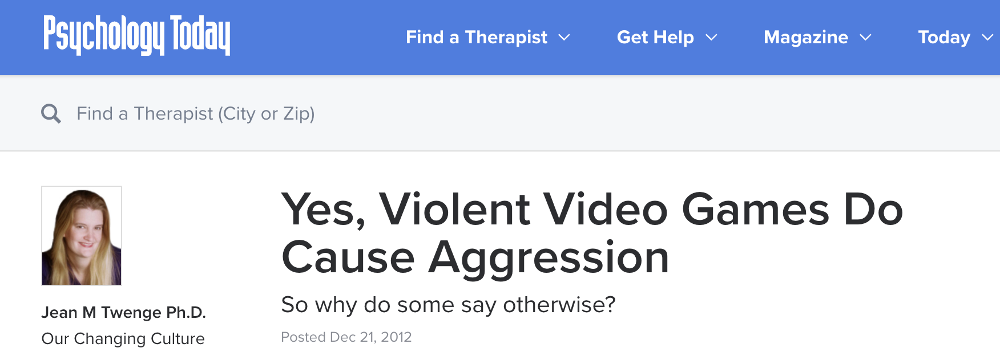 Psychology Today
Find a Therapist
Get Help
Magazine
Today
Find a Therapist (City or Zip)
Yes, Violent Video Games Do
Cause Aggression
So why do some say otherwise?
Posted Dec 21, 2012
Jean M Twenge Ph.D.
Our Changing Culture